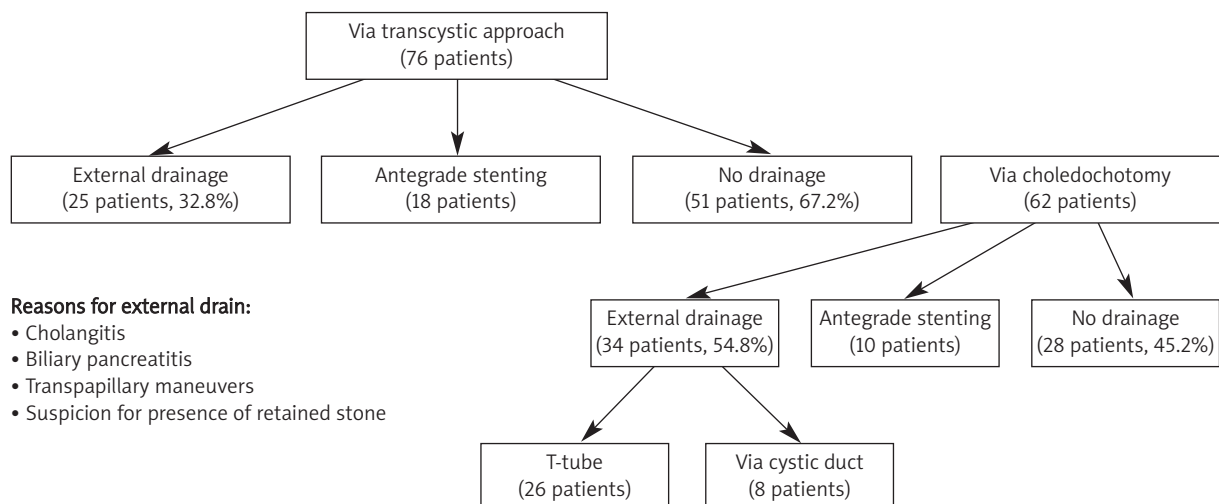 Via transcystic approach
(76 patients)
External drainage
(25 patients, 32.8%)
Antegrade stenting
(18 patients)
No drainage
(51 patients, 67.2%)
Via choledochotomy
(62 patients)
Reasons for external drain:
• Cholangitis
• Biliary pancreatitis
• Transpapillary maneuvers
• Suspicion for presence of retained stone
External drainage
(34 patients, 54.8%)
Antegrade stenting
(10 patients)
No drainage
(28 patients, 45.2%)
T-tube
(26 patients)
Via cystic duct
(8 patients)